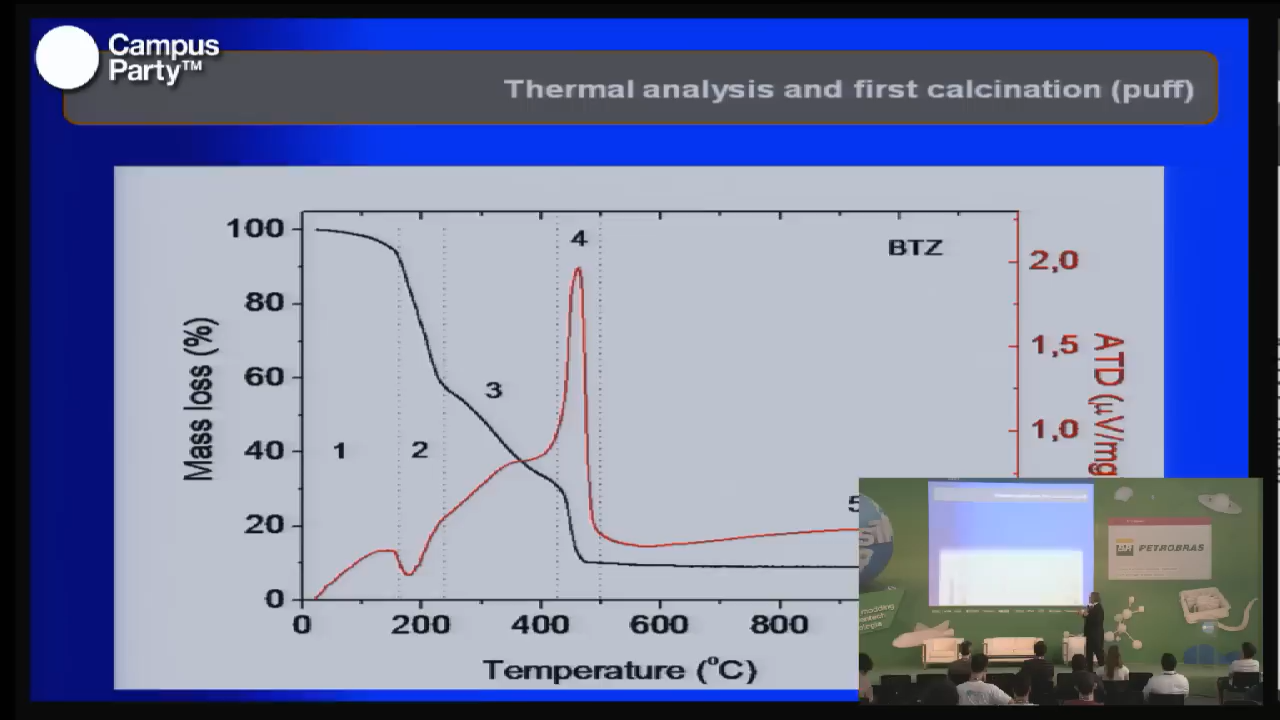 Campus
Party™
Thermal analysis and first calcination (puff)
100
80
60
40
20
0
Mass loss (%)
0
200
400
600
800
Temperature (°C)
1
2
3
4
5
BTZ
2,0
1,5
1,0
ATD (µV/mg
BR PETROBRAS